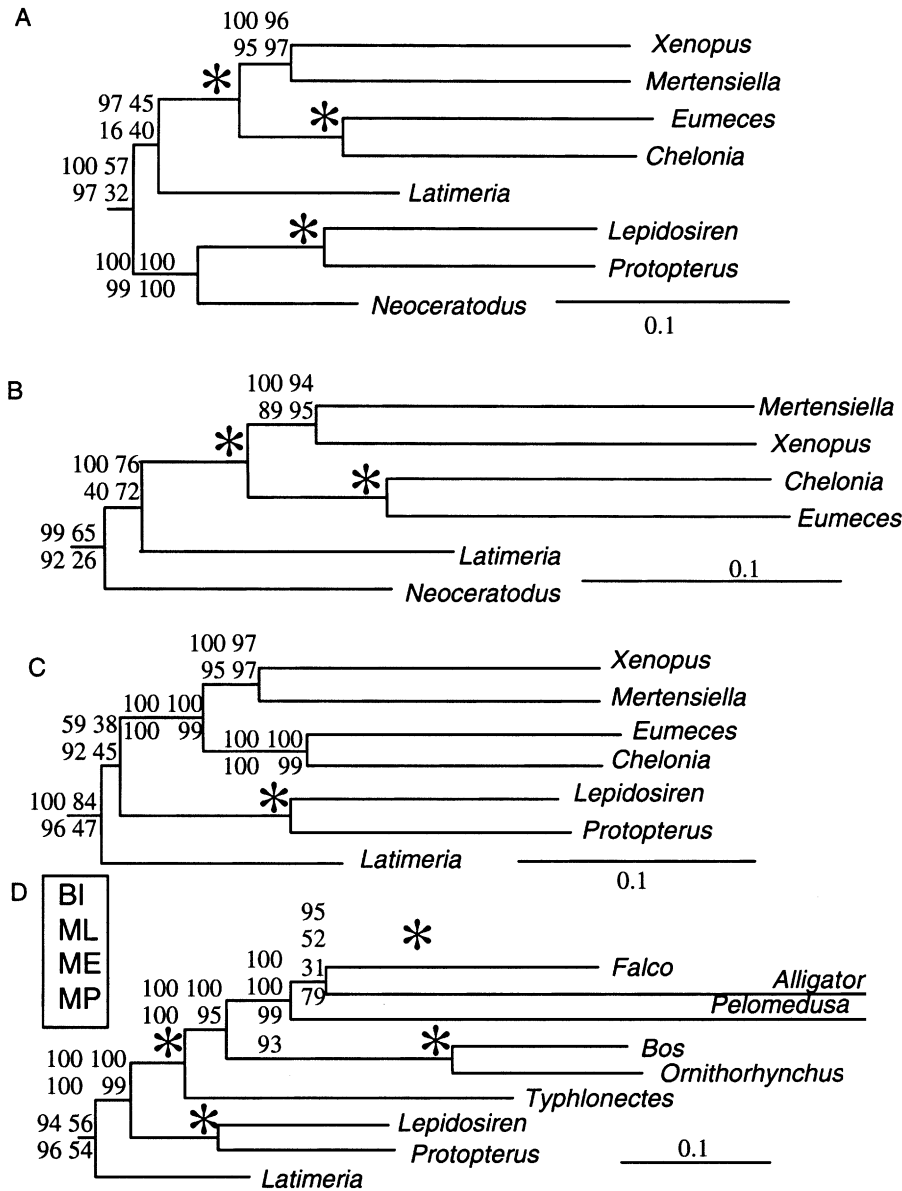 A
100 96
95 97
Xenopus
Mertensiella
*
97 45
16 40
*
Eumeces
Chelonia
100 57
97 32
Latimeria
*
Lepidosiren
Protopterus
100 100
99 100
Neoceratodus
0.1
B
100 94
89 95
Mertensiella
Xenopus
*
100 76
40 72
*
Chelonia
Eumeces
99 65
92 26
Latimeria
0.1
Neoceratodus
C
100 97
95 97
Xenopus
Mertensiella
100 100
100 99
59 38
92 45
Eumeces
100 100
100 99
Chelonia
*
Lepidosiren
100 84
96 47
Protopterus
Latimeria
0.1
D
BI
ML
ME
MP
95
52
31
79
*
Falco
Alligator
Pelomedusa
100
100
99
93
100 100
100 95
*
*
Bos
Ornithorhynchus
100 100
100 99
Typhlonectes
94 56
96 54
*
Lepidosiren
Protopterus
0.1
Latimeria